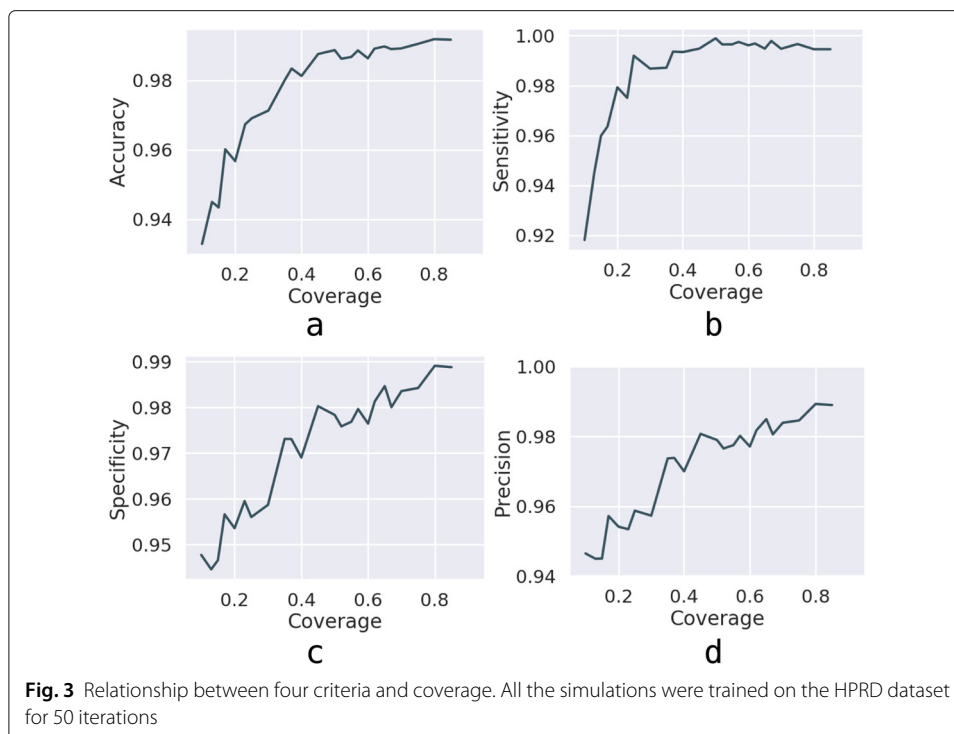 0.98
0.96
0.94
Accuracy
0.2 0.4 0.6 0.8
Coverage
a
1.00
0.98
0.96
0.94
0.92
Sensitivity
0.2 0.4 0.6 0.8
Coverage
b
0.99
0.98
0.97
0.96
0.95
Specificity
0.2 0.4 0.6 0.8
Coverage
c
1.00
0.98
0.96
0.94
Precision
0.2 0.4 0.6 0.8
Coverage
d
Fig. 3 Relationship between four criteria and coverage. All the simulations were trained on the HPRD dataset
for 50 iterations